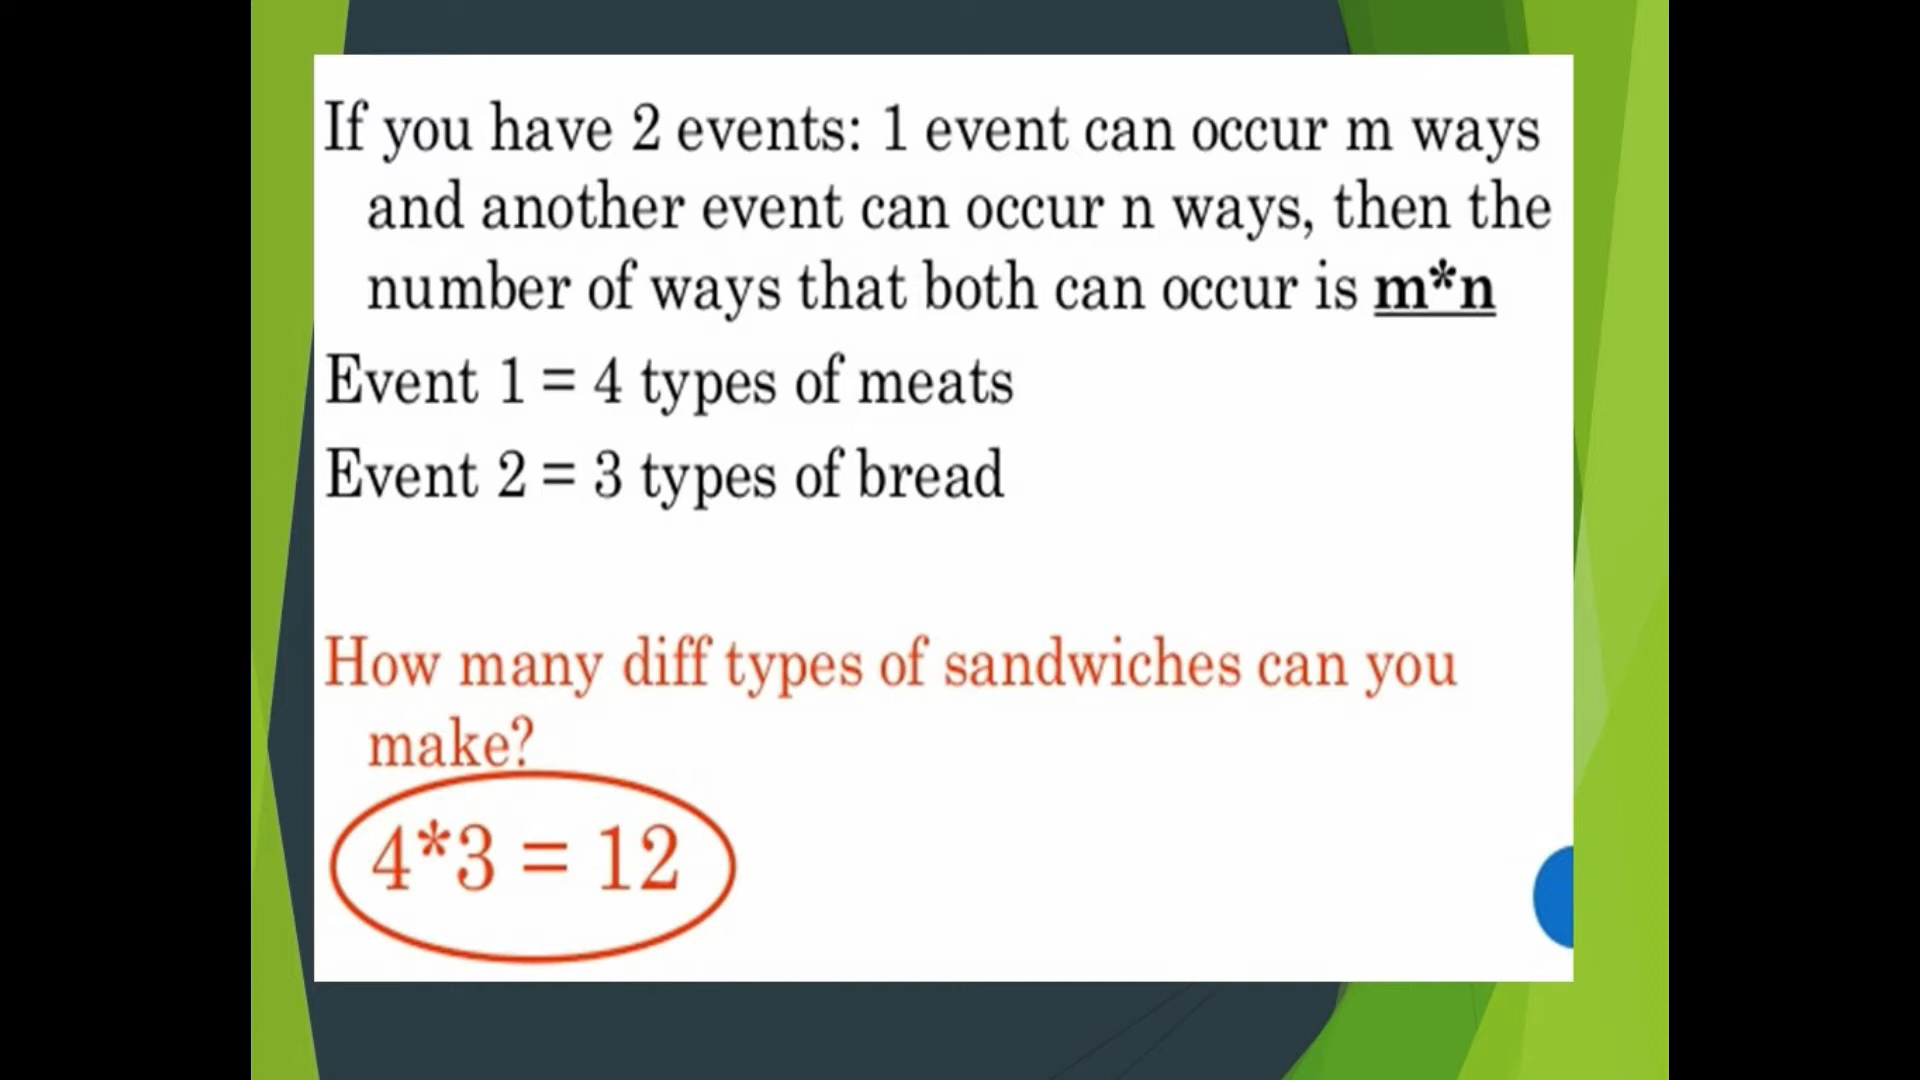 If you have 2 events: 1 event can occur m ways
and another event can occur n ways, then the
number of ways that both can occur is m*n
Event 1 = 4 types of meats
Event 2 = 3 types of bread
How many diff types of sandwiches can you
make?
4*3 = 12